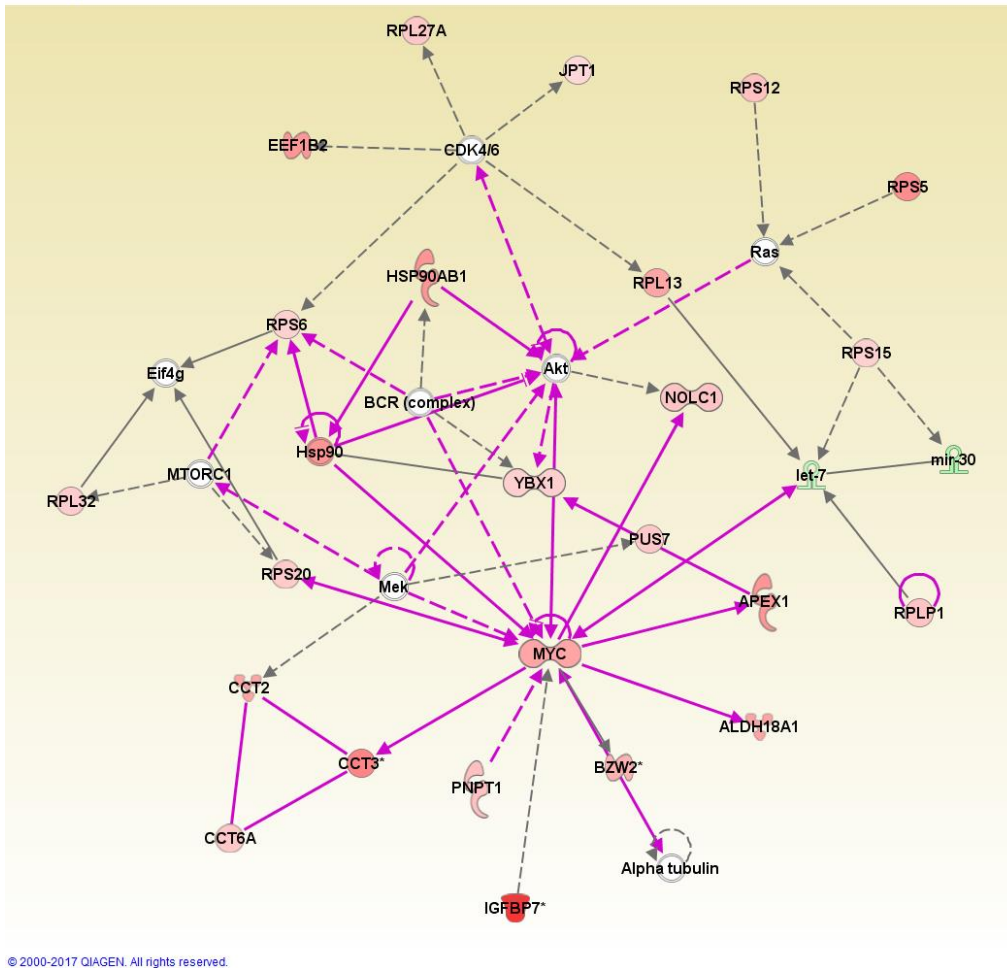 RPL27A
JPT1
RPS12
EEF1B2
CDK4/6
RPS5
Ras
HSP90AB1
RPL13
RPS6
RPS15
Eif4g
Akt
BCR (complex)
NOLC1
Hsp90
mir-30
MTORC1
let-7
YBX1
RPL32
PUS7
RPS20
Mek
APEX1
RPLP1
MYC
CCT2
ALDH18A1
CCT3*
BZW2*
PNPT1
CCT6A
Alpha tubulin
IGFBP7*
© 2000-2017 QIAGEN. All rights reserved.